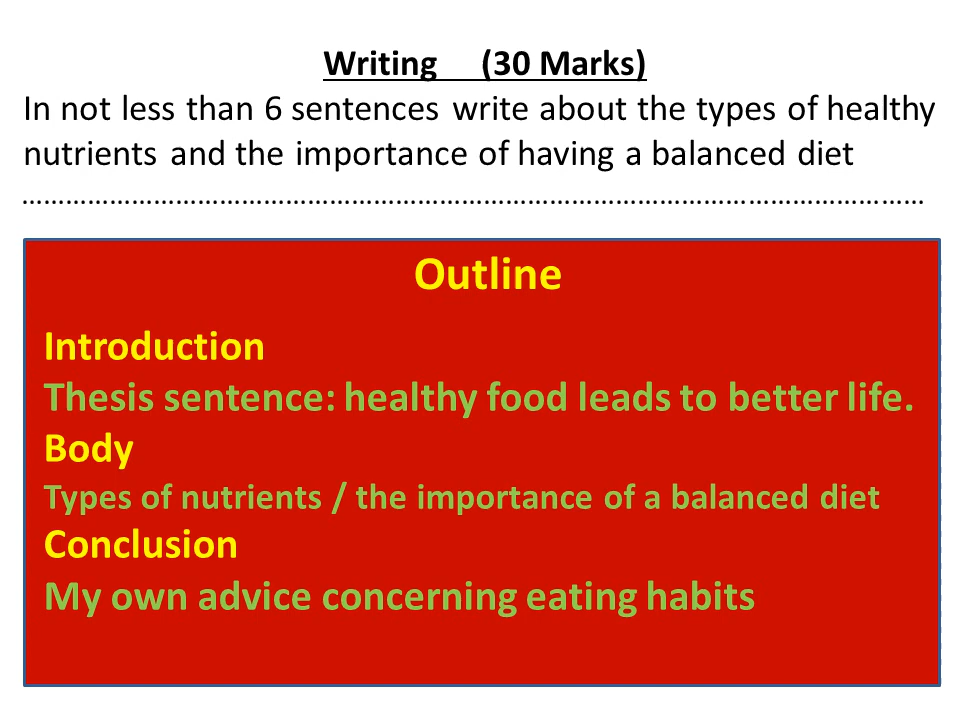 Writing (30 Marks)
In not less than 6 sentences write about the types of healthy
nutrients and the importance of having a balanced diet
……………………………………………………………………………………………………………
Outline
Introduction
Thesis sentence: healthy food leads to better life.
Body
Types of nutrients / the importance of a balanced diet
Conclusion
My own advice concerning eating habits